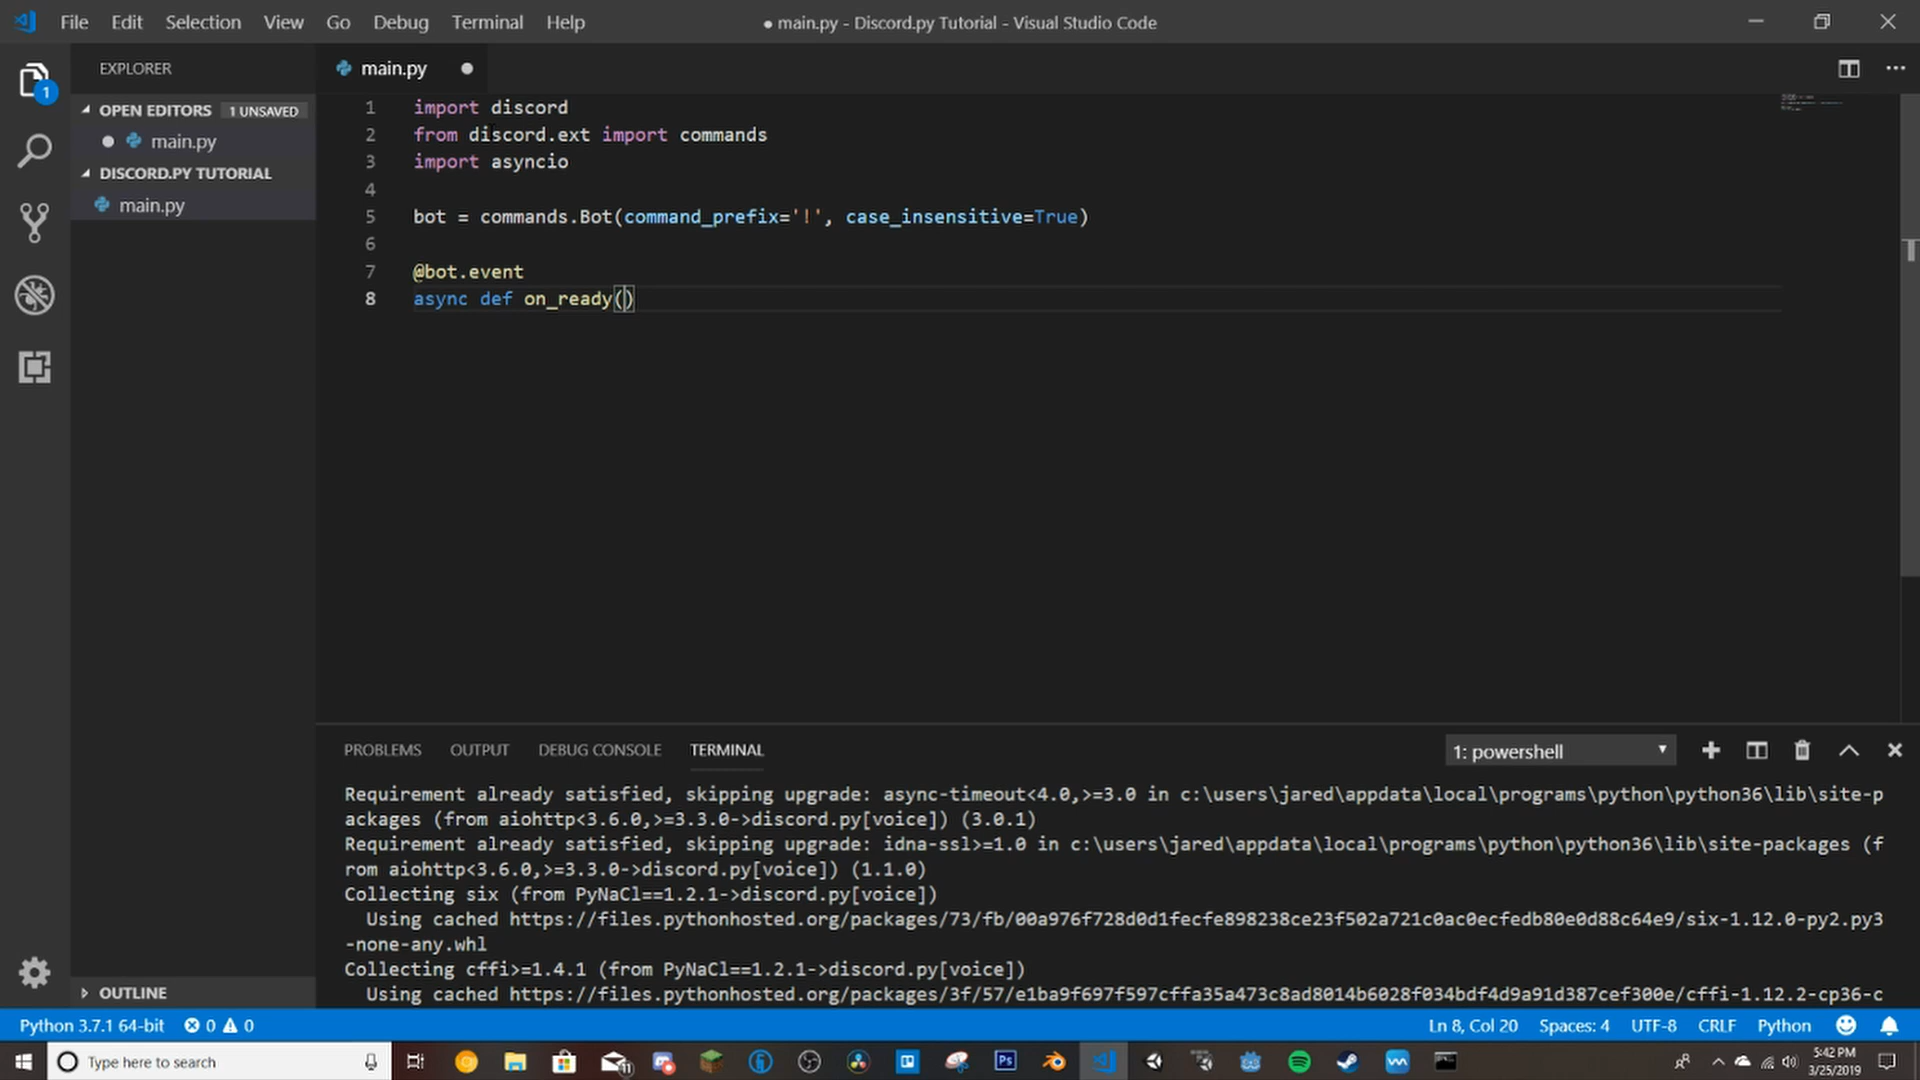 File Edit Selection View Go Debug Terminal Help
● main.py - Discord.py Tutorial - Visual Studio Code
EXPLORER
main.py
1
OPEN EDITORS 1 UNSAVED
main.py
DISCORD.PY TUTORIAL
main.py
1 import discord
2 from discord.ext import commands
3 import asyncio
4
5 bot = commands.Bot(command_prefix='!', case_insensitive=True)
6
7 @bot.event
8 async def on_ready()
PROBLEMS OUTPUT DEBUG CONSOLE TERMINAL
1: powershell
Requirement already satisfied, skipping upgrade: async-timeout<4.0,>=3.0 in c:\users\jared\appdata\local\programs\python\python36\lib\site-p
ackages (from aiohttp<3.6.0,>=3.3.0->discord.py[voice]) (3.0.1)
Requirement already satisfied, skipping upgrade: idna-ssl>=1.0 in c:\users\jared\appdata\local\programs\python\python36\lib\site-packages (f
rom aiohttp<3.6.0,>=3.3.0->discord.py[voice]) (1.1.0)
Collecting six (from PyNaCl==1.2.1->discord.py[voice])
  Using cached https://files.pythonhosted.org/packages/73/fb/00a976f728d0d1fecfe898238ce23f502a721c0ac0ecfedb80e0d88c64e9/six-1.12.0-py2.py3
-none-any.whl
Collecting cffi>=1.4.1 (from PyNaCl==1.2.1->discord.py[voice])
  Using cached https://files.pythonhosted.org/packages/3f/57/e1ba9f697f597cffa35a473c8ad8014b6028f034bdf4d9a91d387cef300e/cffi-1.12.2-cp36-c
OUTLINE
Python 3.7.1 64-bit 0 0
Ln 8, Col 20 Spaces: 4 UTF-8 CRLF Python
Type here to search
11
Ps
5:42 PM
3/25/2019